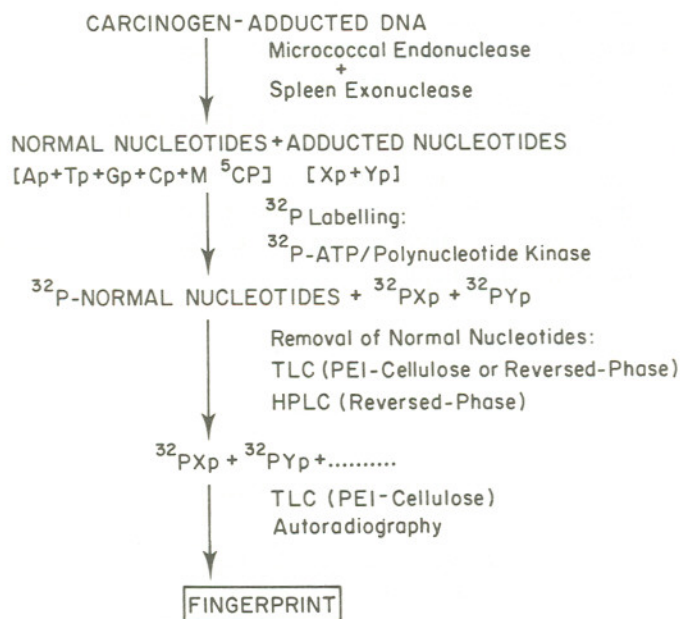 CARCINOGEN-ADDUCTED DNA
Micrococcal Endonuclease
+
Spleen Exonuclease
NORMAL NUCLEOTIDES + ADDUCTED NUCLEOTIDES
[Ap+Tp+Gp+Cp+M ⁵CP] [Xp+Yp]
³²P Labelling:
³²P-ATP/Polynucleotide Kinase
³²P-NORMAL NUCLEOTIDES + ³²PXp + ³²PYp
Removal of Normal Nucleotides:
TLC (PEI-Cellulose or Reversed-Phase)
HPLC (Reversed-Phase)
³²PXp + ³²PYp +..........
TLC (PEI-Cellulose)
Autoradiography
FINGERPRINT